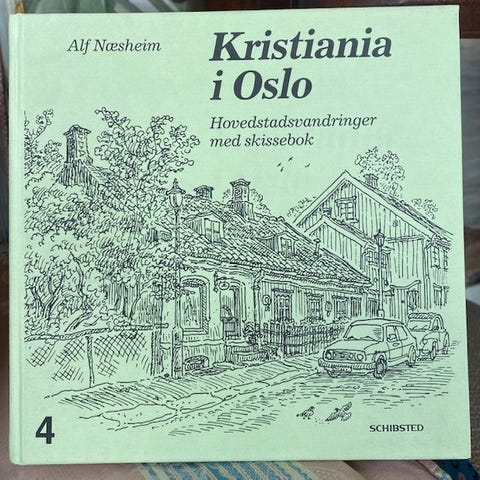 Alf Næsheim
Kristiania
i Oslo
Hovedstadsvandringer
med skissebok
4
SCHIBSTED